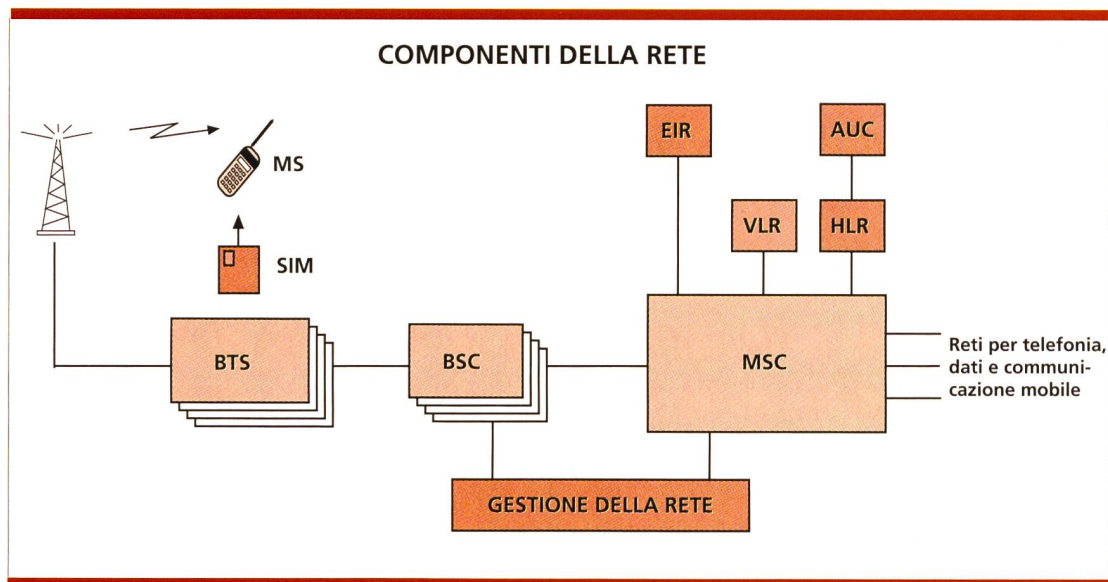 COMPONENTI DELLA RETE
EIR
AUC
MS
VLR
HLR
SIM
BTS
BSC
MSC
Reti per telefonia,
dati e communi-
cazione mobile
GESTIONE DELLA RETE